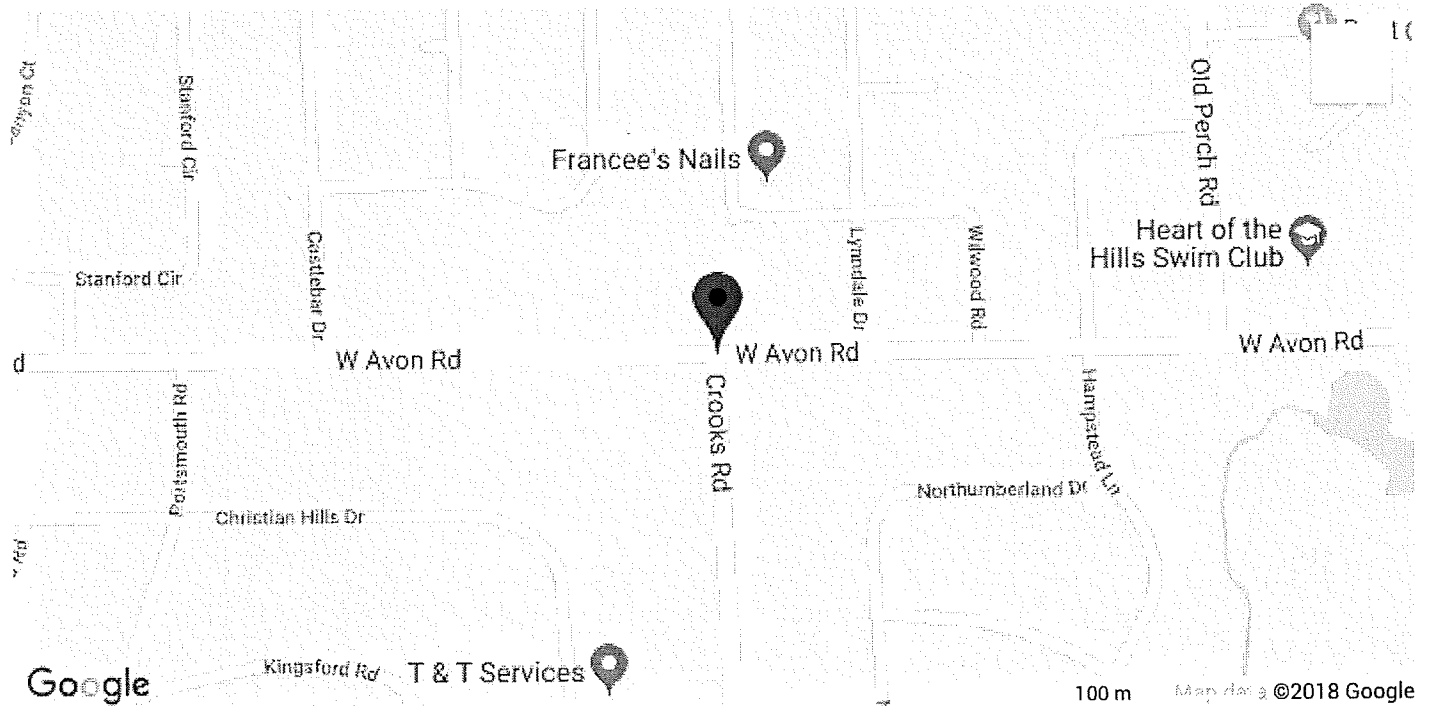 Stanford Cir
Old Perch Rd
Francee's Nails
Heart of the
Hills Swim Club
Castlebar Dr
Lynndale Dr
Wilwood Rd
Stanford Cir
d
W Avon Rd
W Avon Rd
W Avon Rd
Crooks Rd
Portsmouth Rd
Hampstead Ln
Northumberland Dr
Christian Hills Dr
Kingsford Rd
T & T Services
Google
100 m
Map data ©2018 Google